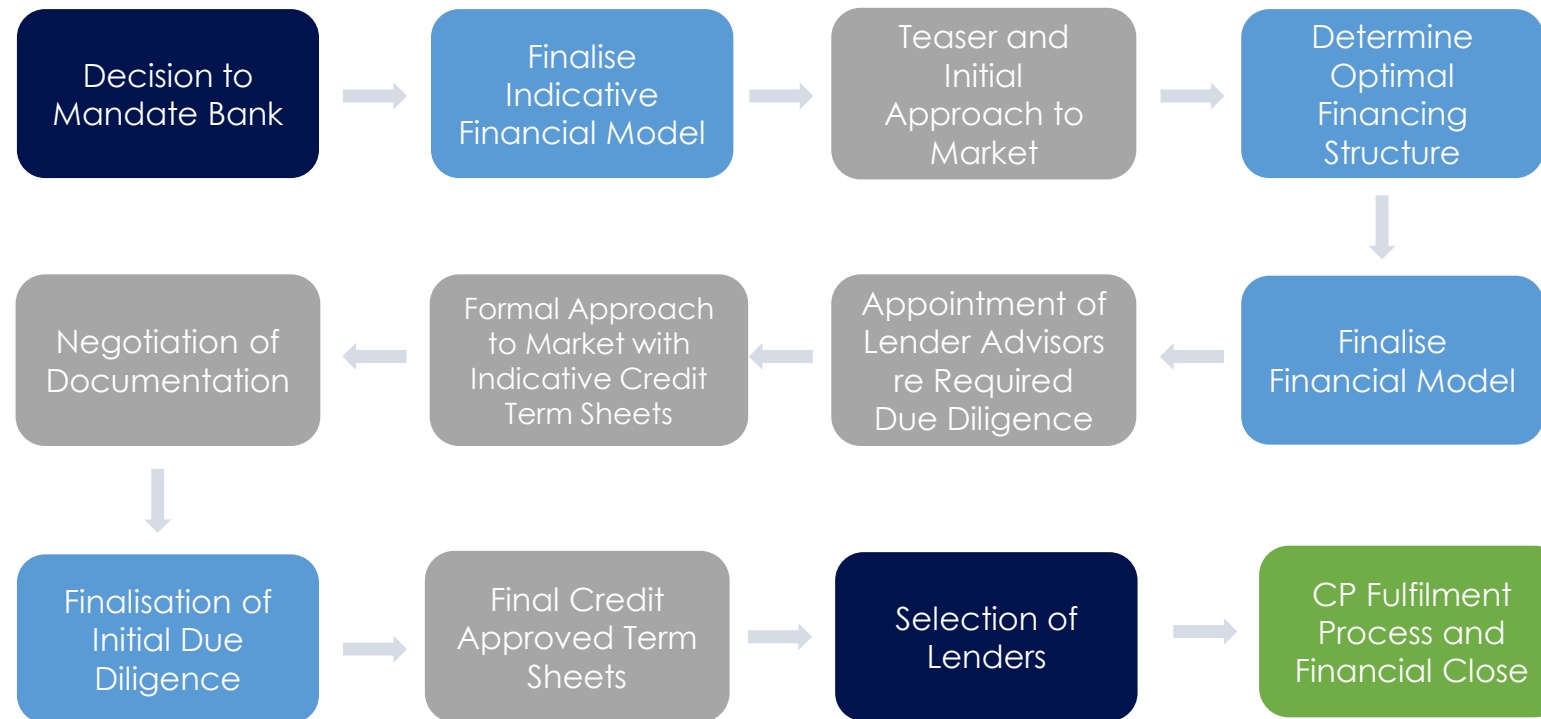 Decision to
Mandate Bank
Finalise
Indicative
Financial Model
Teaser and
Initial
Approach to
Market
Determine
Optimal
Financing
Structure
Finalise
Financial Model
Appointment of
Lender Advisors
re Required
Due Diligence
Formal Approach
to Market with
Indicative Credit
Term Sheets
Negotiation of
Documentation
Finalisation of
Initial Due
Diligence
Final Credit
Approved Term
Sheets
Selection of
Lenders
CP Fulfilment
Process and
Financial Close